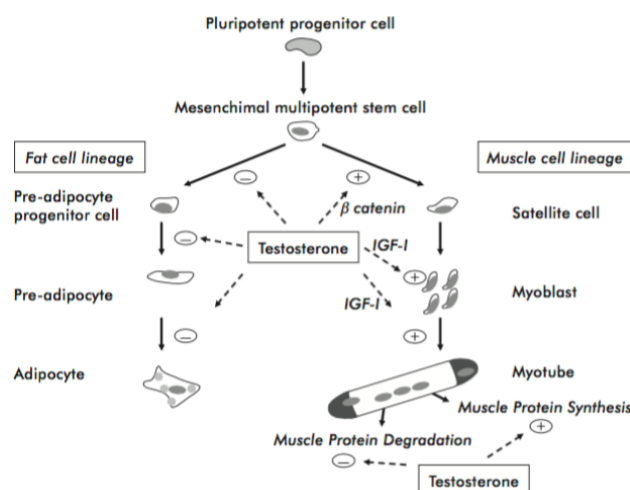 Pluripotent progenitor cell
Mesenchimal multipotent stem cell
Fat cell lineage
Muscle cell lineage
−
+
Pre-adipocyte
progenitor cell
β catenin
Satellite cell
−
Testosterone
IGF-I
Pre-adipocyte
+
Myoblast
IGF-I
−
+
Adipocyte
Myotube
Muscle Protein Synthesis
+
Muscle Protein Degradation
−
Testosterone